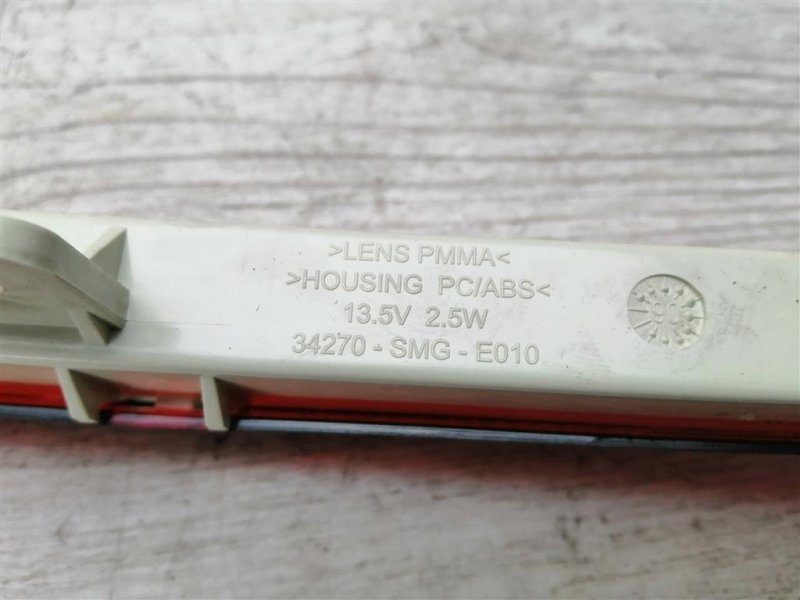 >LENS PMMA<
>HOUSING PC/ABS<
13.5V 2.5W
34270 - SMG - E010